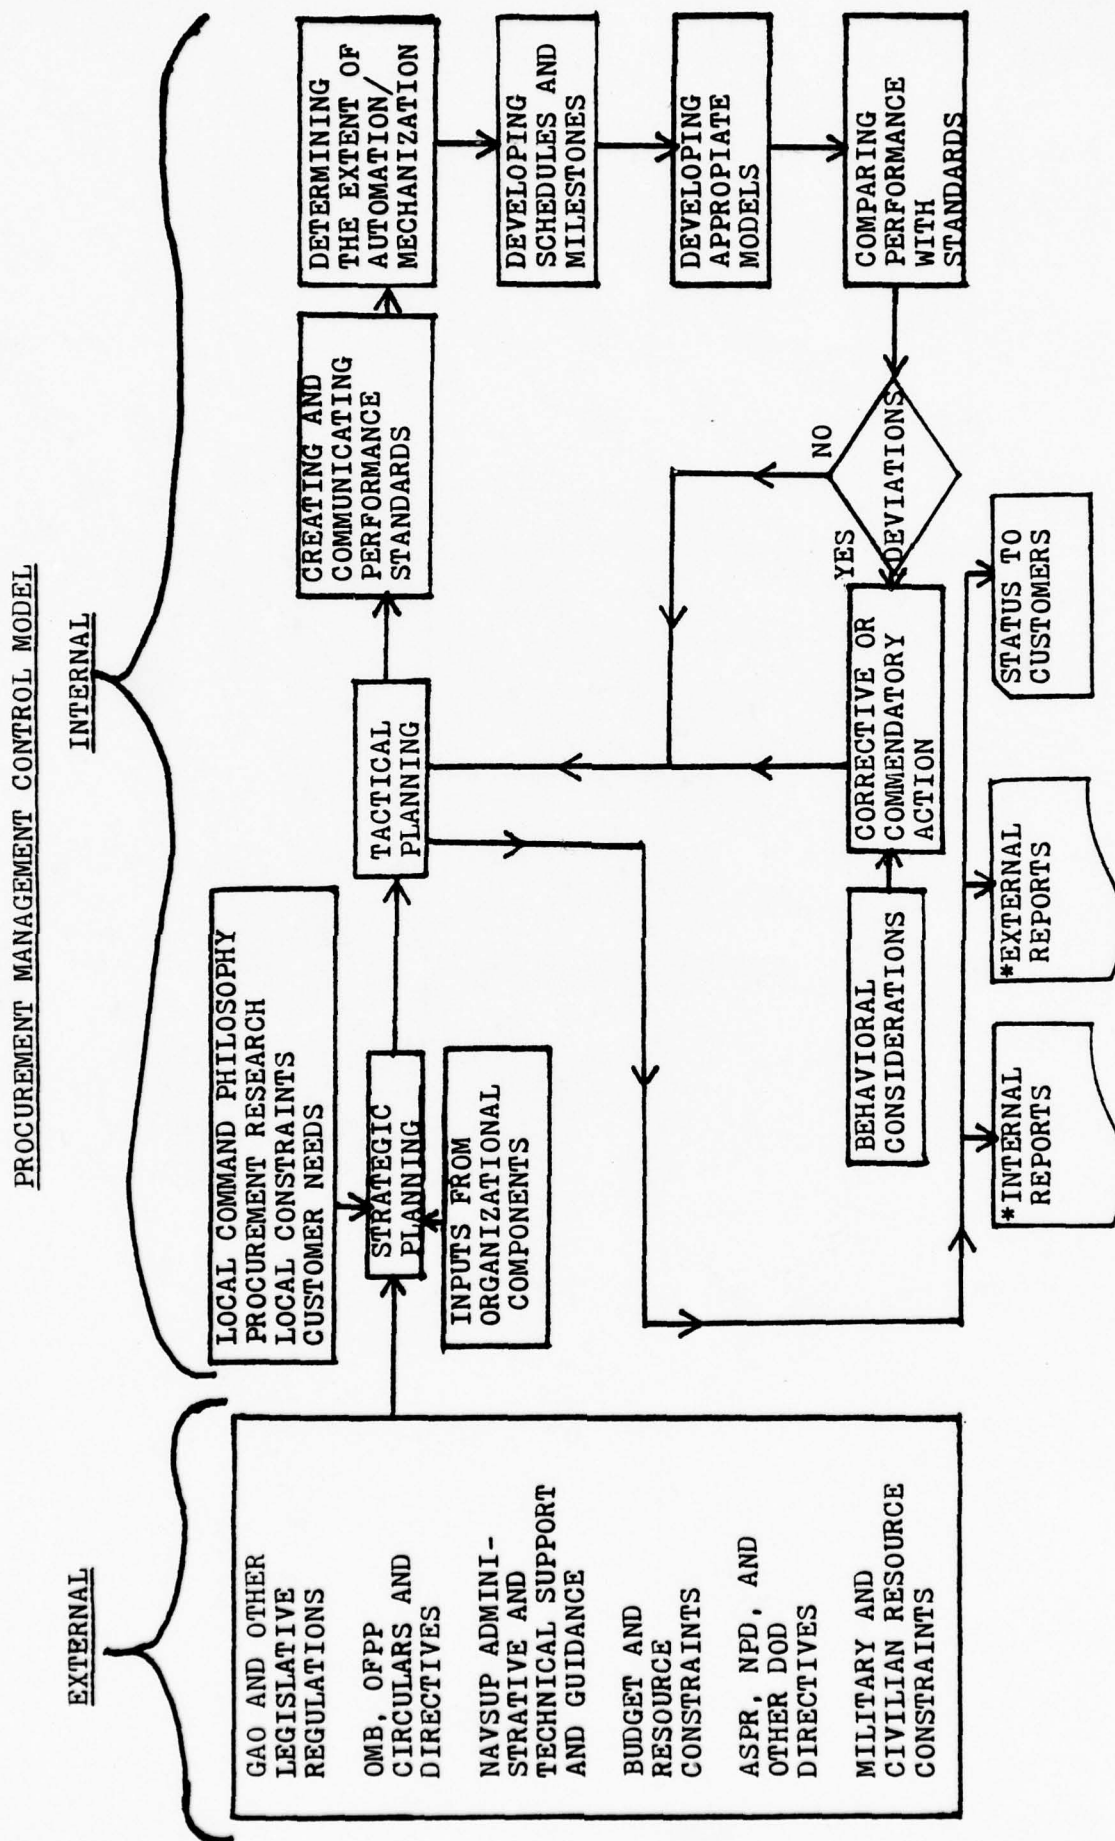 PROCUREMENT MANAGEMENT CONTROL MODEL
EXTERNAL
INTERNAL
GAO AND OTHER
LEGISLATIVE
REGULATIONS
OMB, OFPP
CIRCULARS AND
DIRECTIVES
NAVSUP ADMINI-
STRATIVE AND
TECHNICAL SUPPORT
AND GUIDANCE
BUDGET AND
RESOURCE
CONSTRAINTS
ASPR, NPD, AND
OTHER DOD
DIRECTIVES
MILITARY AND
CIVILIAN RESOURCE
CONSTRAINTS
LOCAL COMMAND PHILOSOPHY
PROCUREMENT RESEARCH
LOCAL CONSTRAINTS
CUSTOMER NEEDS
STRATEGIC
PLANNING
INPUTS FROM
ORGANIZATIONAL
COMPONENTS
TACTICAL
PLANNING
CREATING AND
COMMUNICATING
PERFORMANCE
STANDARDS
DETERMINING
THE EXTENT OF
AUTOMATION/
MECHANIZATION
DEVELOPING
SCHEDULES AND
MILESTONES
DEVELOPING
APPROPIATE
MODELS
COMPARING
PERFORMANCE
WITH
STANDARDS
NO
YES
DEVIATIONS
CORRECTIVE OR
COMMENDATORY
ACTION
BEHAVIORAL
CONSIDERATIONS
*INTERNAL
REPORTS
*EXTERNAL
REPORTS
STATUS TO
CUSTOMERS